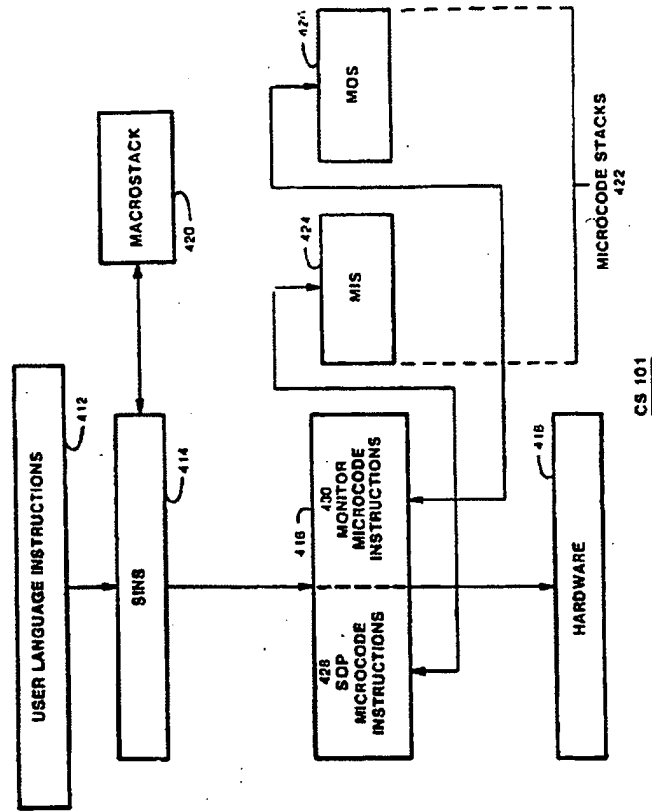 USER LANGUAGE INSTRUCTIONS
412
SINS
414
MACROSTACK
420
416
428
SOP
MICROCODE
INSTRUCTIONS
430
MONITOR
MICROCODE
INSTRUCTIONS
MIS
424
MOS
MICROCODE STACKS
422
HARDWARE
418
CS 101